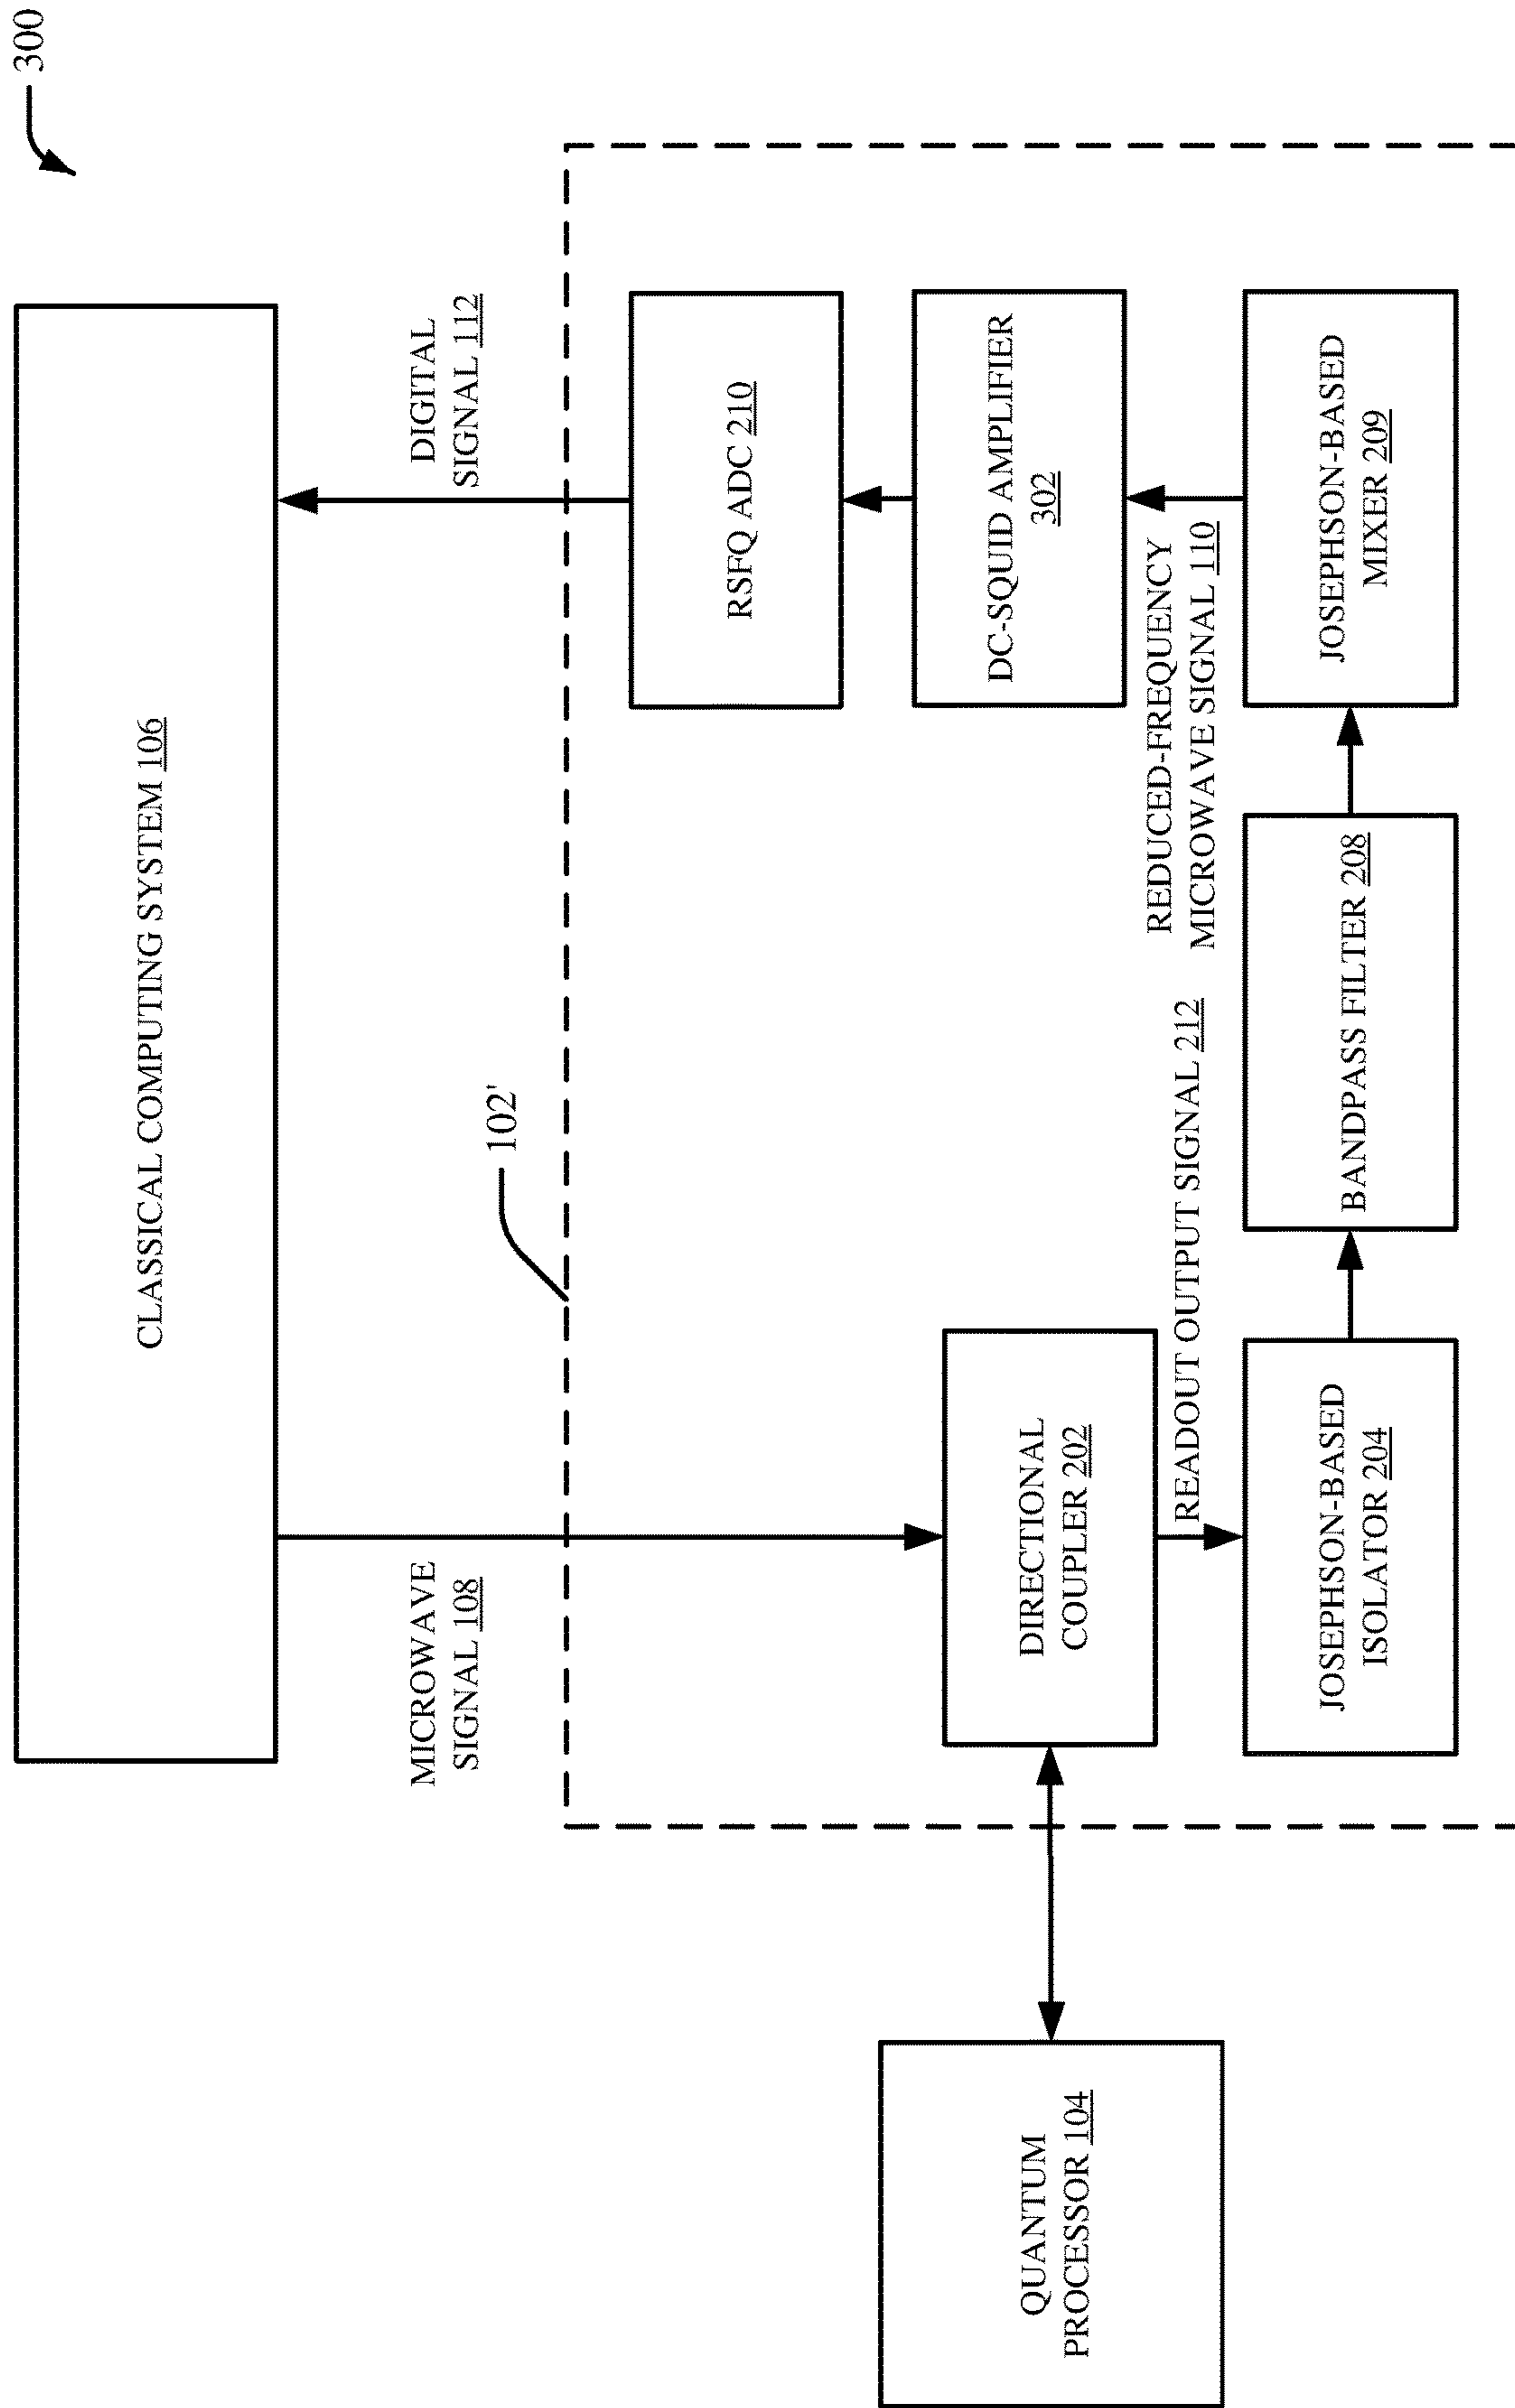 300
CLASSICAL COMPUTING SYSTEM 106
MICROWAVE
SIGNAL 108
DIGITAL
SIGNAL 112
102'
QUANTUM
PROCESSOR 104
DIRECTIONAL
COUPLER 202
READOUT OUTPUT SIGNAL 212
JOSEPHSON-BASED
ISOLATOR 204
BANDPASS FILTER 208
JOSEPHSON-BASED
MIXER 209
REDUCED-FREQUENCY
MICROWAVE SIGNAL 110
DC-SQUID AMPLIFIER
302
RSFQ ADC 210